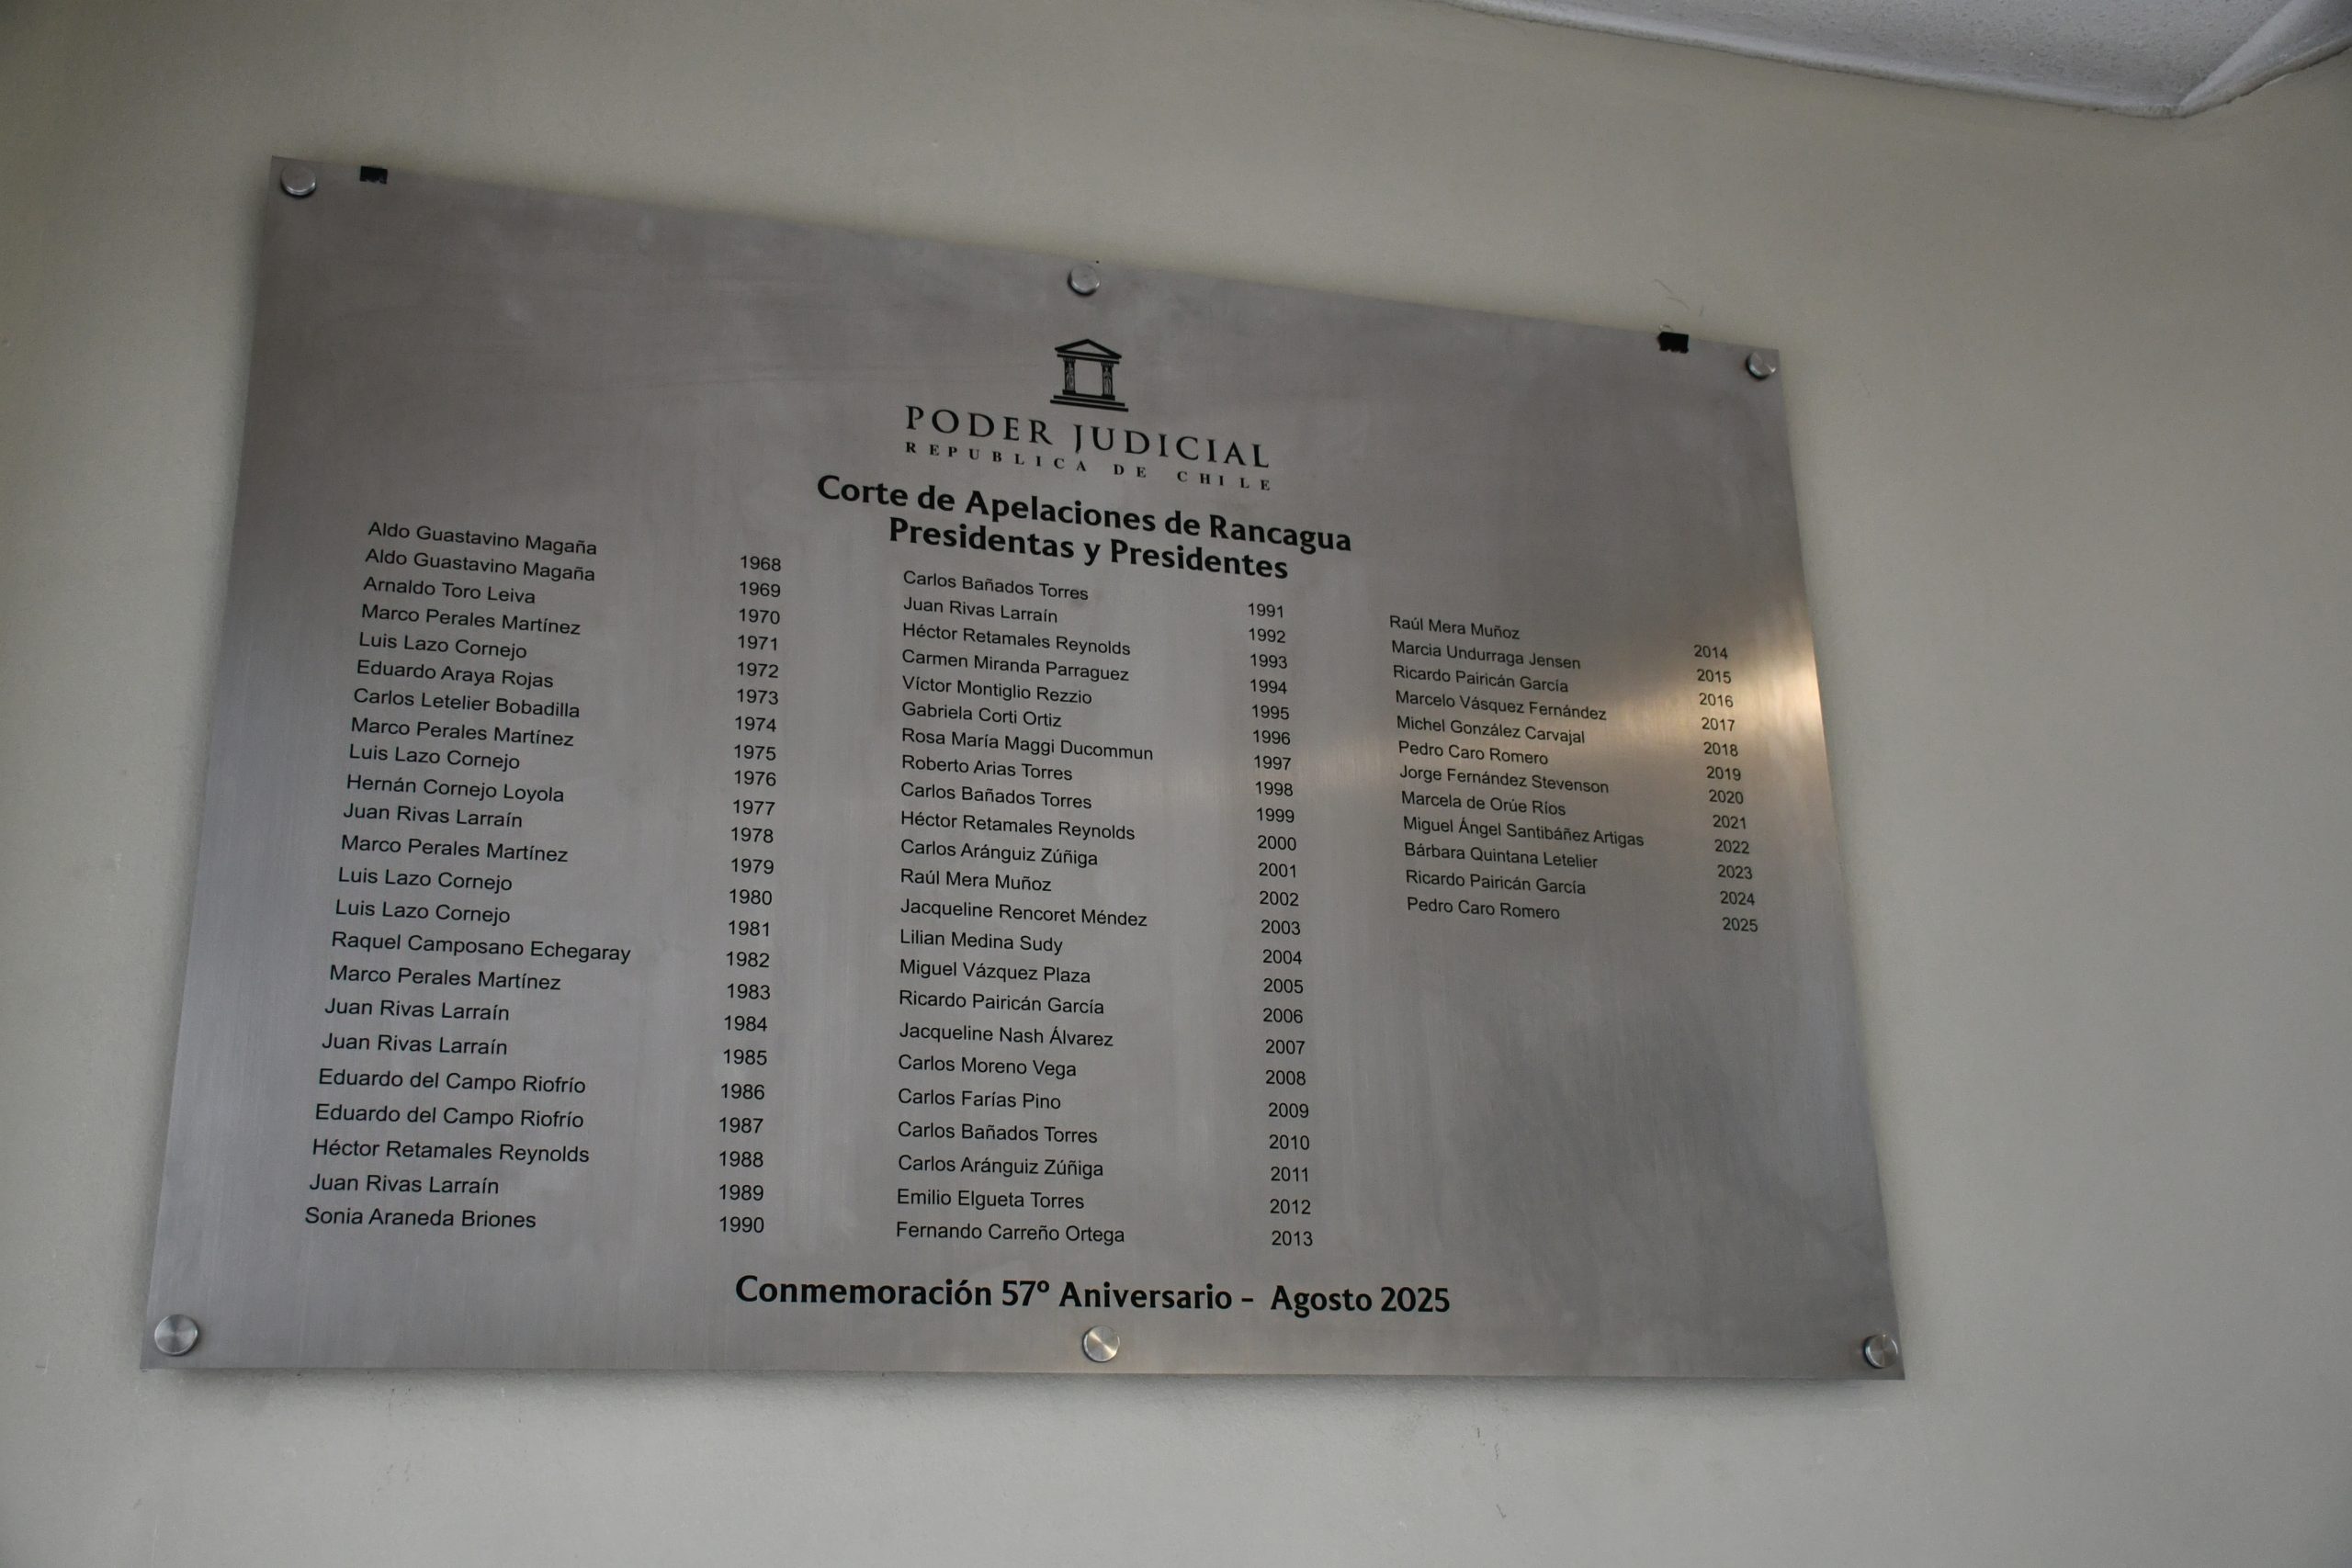 PODER JUDICIAL
REPUBLICA DE CHILE
Corte de Apelaciones de Rancagua
Presidentas y Presidentes
Aldo Guastavino Magaña 1968
Aldo Guastavino Magaña 1969
Arnaldo Toro Leiva 1970
Marco Perales Martínez 1971
Luis Lazo Cornejo 1972
Eduardo Araya Rojas 1973
Carlos Letelier Bobadilla 1974
Marco Perales Martínez 1975
Luis Lazo Cornejo 1976
Hernán Cornejo Loyola 1977
Juan Rivas Larraín 1978
Marco Perales Martínez 1979
Luis Lazo Cornejo 1980
Luis Lazo Cornejo 1981
Raquel Camposano Echegaray 1982
Marco Perales Martínez 1983
Juan Rivas Larraín 1984
Juan Rivas Larraín 1985
Eduardo del Campo Riofrío 1986
Eduardo del Campo Riofrío 1987
Héctor Retamales Reynolds 1988
Juan Rivas Larraín 1989
Sonia Araneda Briones 1990
Carlos Bañados Torres 1991
Juan Rivas Larraín 1992
Héctor Retamales Reynolds 1993
Carmen Miranda Parraguez 1994
Víctor Montiglio Rezzio 1995
Gabriela Corti Ortiz 1996
Rosa María Maggi Ducommun 1997
Roberto Arias Torres 1998
Carlos Bañados Torres 1999
Héctor Retamales Reynolds 2000
Carlos Aránguiz Zúñiga 2001
Raúl Mera Muñoz 2002
Jacqueline Rencoret Méndez 2003
Lilian Medina Sudy 2004
Miguel Vázquez Plaza 2005
Ricardo Pairicán García 2006
Jacqueline Nash Álvarez 2007
Carlos Moreno Vega 2008
Carlos Farías Pino 2009
Carlos Bañados Torres 2010
Carlos Aránguiz Zúñiga 2011
Emilio Elgueta Torres 2012
Fernando Carreño Ortega 2013
Raúl Mera Muñoz 2014
Marcia Undurraga Jensen 2015
Ricardo Pairicán García 2016
Marcelo Vásquez Fernández 2017
Michel González Carvajal 2018
Pedro Caro Romero 2019
Jorge Fernández Stevenson 2020
Marcela de Orúe Ríos 2021
Miguel Ángel Santibáñez Artigas 2022
Bárbara Quintana Letelier 2023
Ricardo Pairicán García 2024
Pedro Caro Romero 2025
Conmemoración 57º Aniversario - Agosto 2025